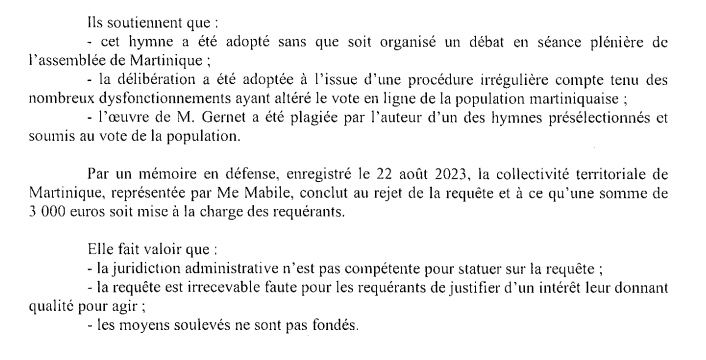 Ils soutiennent que :
- cet hymne a été adopté sans que soit organisé un débat en séance plénière de
l'assemblée de Martinique ;
- la délibération a été adoptée à l'issue d'une procédure irrégulière compte tenu des
nombreux dysfonctionnements ayant altéré le vote en ligne de la population martiniquaise ;
- l'œuvre de M. Gernet a été plagiée par l'auteur d'un des hymnes présélectionnés et
soumis au vote de la population.
Par un mémoire en défense, enregistré le 22 août 2023, la collectivité territoriale de
Martinique, représentée par Me Mabile, conclut au rejet de la requête et à ce qu'une somme de
3 000 euros soit mise à la charge des requérants.
Elle fait valoir que :
- la juridiction administrative n'est pas compétente pour statuer sur la requête ;
- la requête est irrecevable faute pour les requérants de justifier d'un intérêt leur donnant
qualité pour agir ;
- les moyens soulevés ne sont pas fondés.